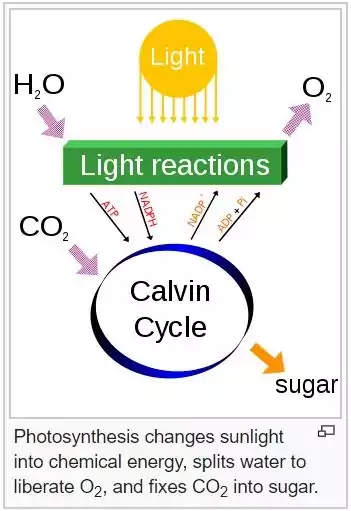 Light
H₂O
O₂
Light reactions
ATP
NADPH
NADP⁺
ADP + Pi
CO₂
Calvin
Cycle
sugar
Photosynthesis changes sunlight
into chemical energy, splits water to
liberate O₂, and fixes CO₂ into sugar.